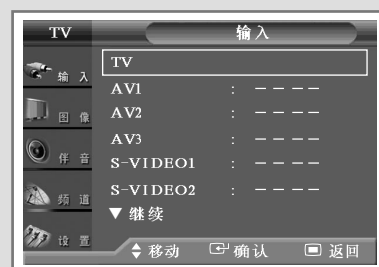 TV
输入
输 入
图 像
伴 音
频 道
设 置
TV
AV1 : – – – –
AV2 : – – – –
AV3 : – – – –
S-VIDEO1 : – – – –
S-VIDEO2 : – – – –
▼ 继续
移动 确认 返回